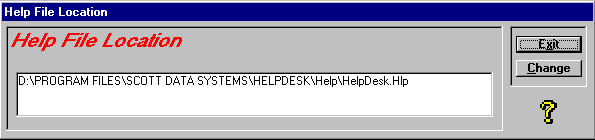 Help File Location
Help File Location
Exit
D:\PROGRAM FILES\SCOTT DATA SYSTEMS\HELPDESK\Help\HelpDesk.Hlp
Change